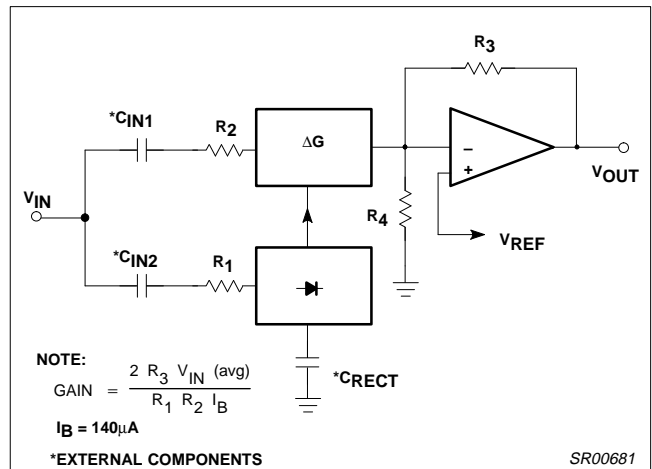 R3
*CIN1
R2
ΔG
−
+
VOUT
VIN
R4
VREF
*CIN2
R1
*CRECT
NOTE:
GAIN = 2 R3 VIN (avg)
R1 R2 IB
IB = 140μA
*EXTERNAL COMPONENTS
SR00681